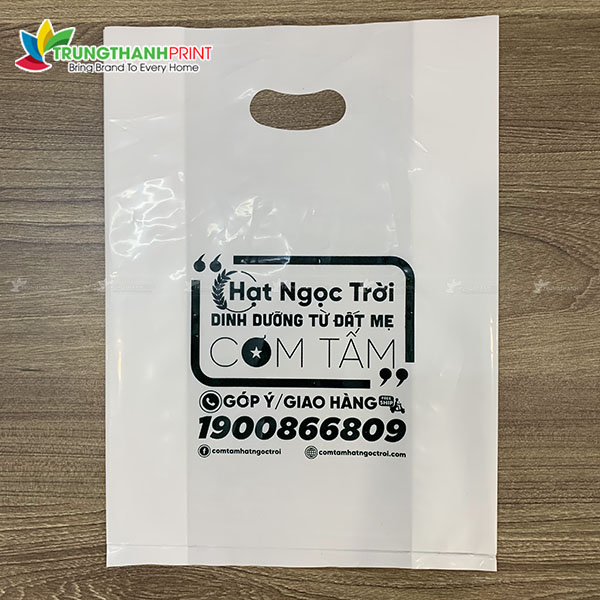 TRUNGTHANHPRINT
Bring Brand To Every Home
Hạt Ngọc Trời
DINH DƯỠNG TỪ ĐẤT MẸ
CƠM TẤM
GÓP Ý/GIAO HÀNG FREE SHIP
1900866809
comtamhatngoctroi comtamhatngoctroi.com